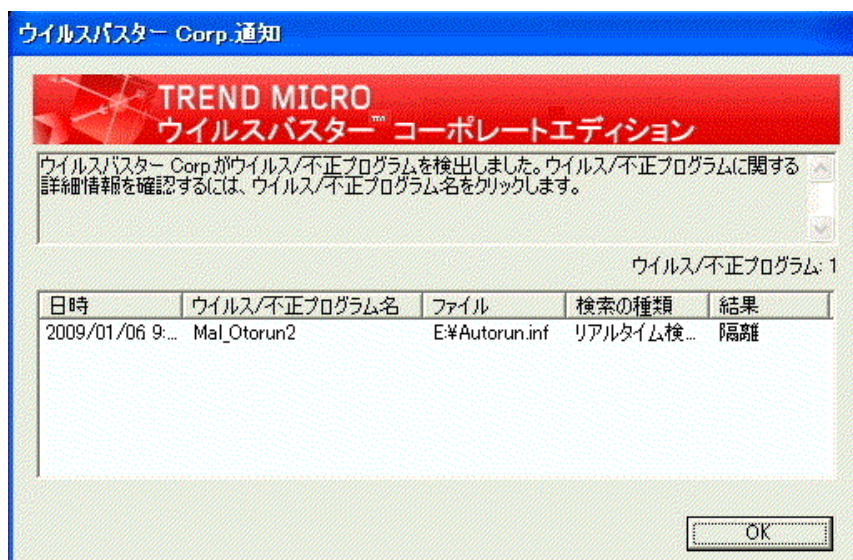 ウイルスバスター Corp.通知
TREND MICRO
ウイルスバスター™ コーポレートエディション
ウイルスバスター Corp.がウイルス/不正プログラムを検出しました。ウイルス/不正プログラムに関する
詳細情報を確認するには、ウイルス/不正プログラム名をクリックします。
ウイルス/不正プログラム: 1
日時 ウイルス/不正プログラム名 ファイル 検索の種類 結果
2009/01/06 9:... Mal_Otorun2 E:¥Autorun.inf リアルタイム検... 隔離
OK